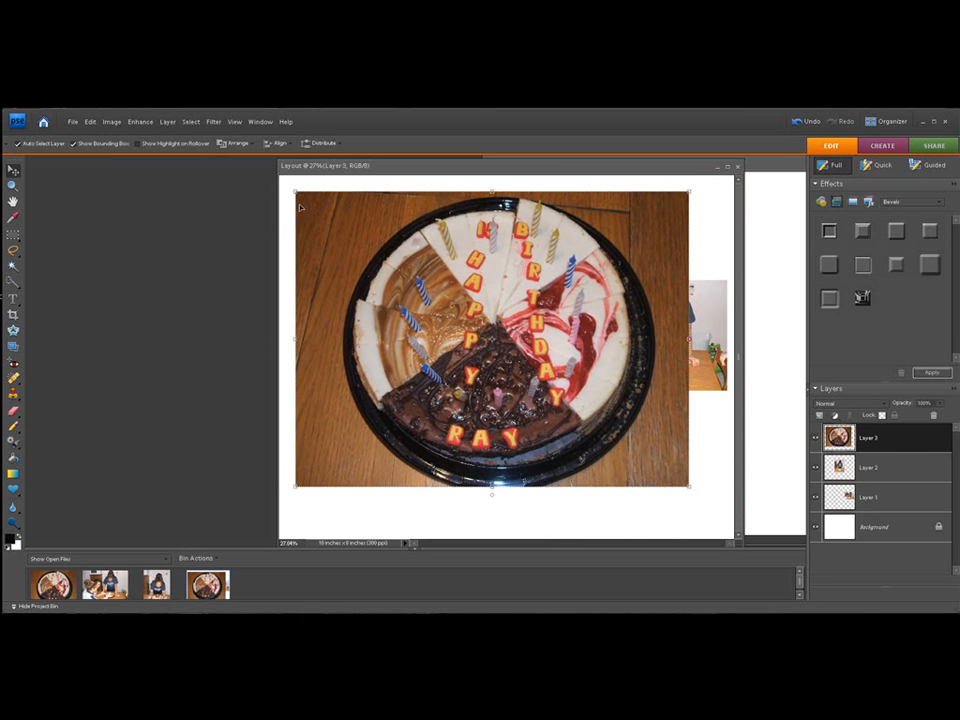 pse File Edit Image Enhance Layer Select Filter View Window Help Undo Redo Organizer
Auto Select Layer Show Bounding Box Show Highlight on Rollover Arrange Align Distribute EDIT CREATE SHARE
Layout @ 27% (Layer 3, RGB/8) Full Quick Guided
Effects
Bevels
HAPPY
BIRTHDAY
RAY
Apply
Layers
Normal Opacity: 100%
Lock:
Layer 3
Layer 2
Layer 1
Background
27.04%
Show Open Files Bin Actions
Hide Project Bin